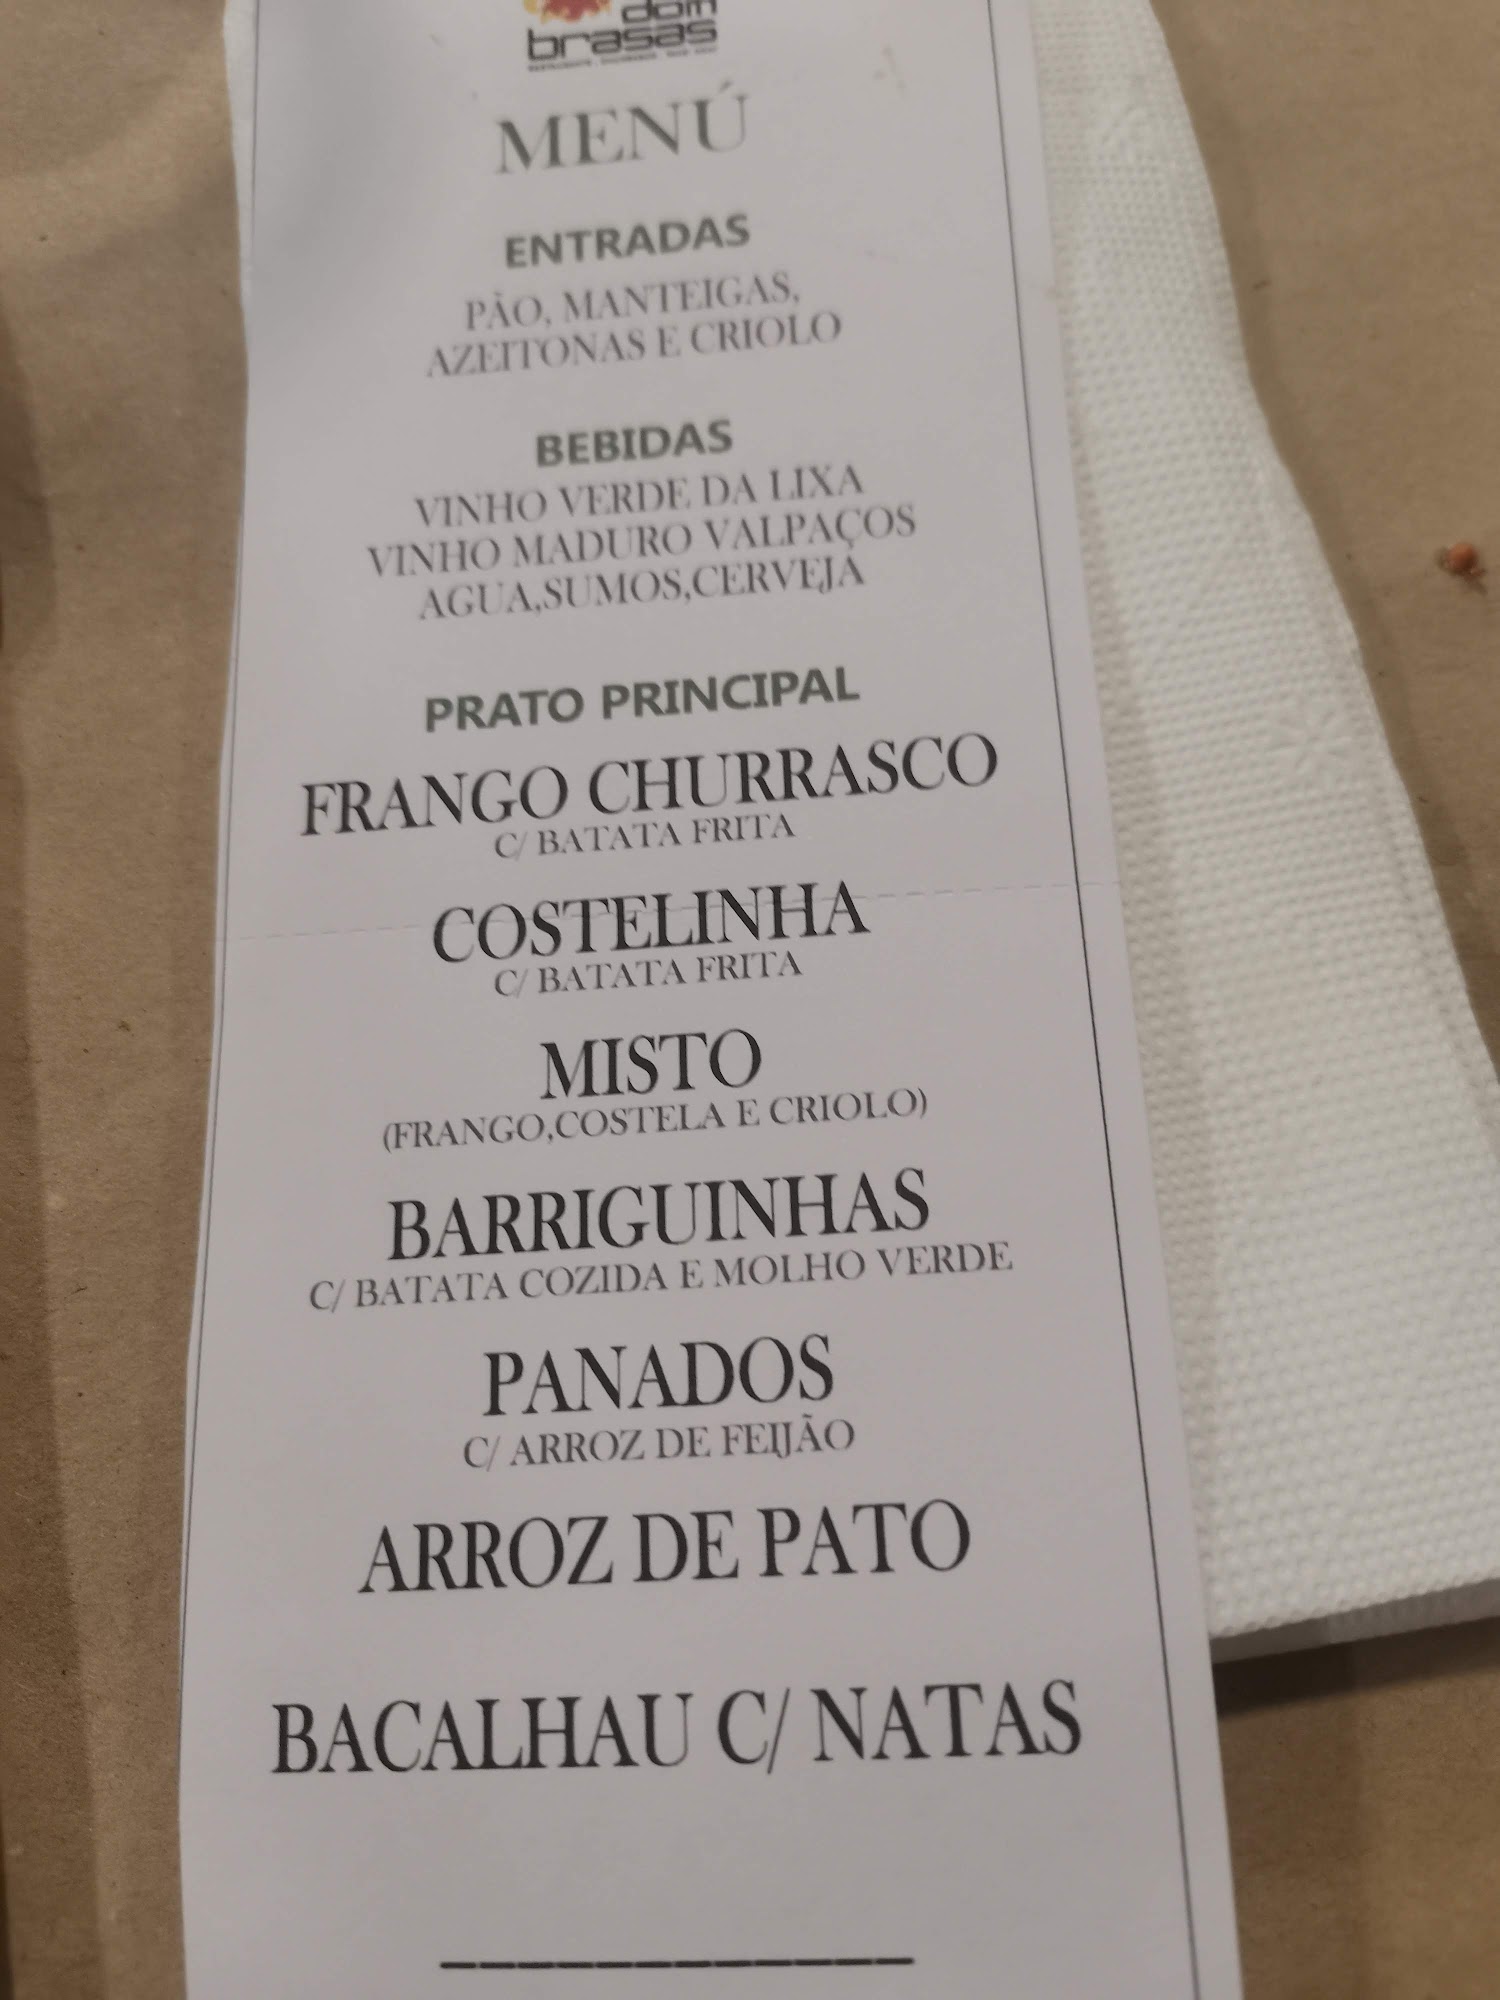 dom
brasas
MENÚ
ENTRADAS
PÃO, MANTEIGAS,
AZEITONAS E CRIOLO
BEBIDAS
VINHO VERDE DA LIXA
VINHO MADURO VALPAÇOS
AGUA,SUMOS,CERVEJA
PRATO PRINCIPAL
FRANGO CHURRASCO
C/ BATATA FRITA
COSTELINHA
C/ BATATA FRITA
MISTO
(FRANGO,COSTELA E CRIOLO)
BARRIGUINHAS
C/ BATATA COZIDA E MOLHO VERDE
PANADOS
C/ ARROZ DE FEIJÃO
ARROZ DE PATO
BACALHAU C/ NATAS